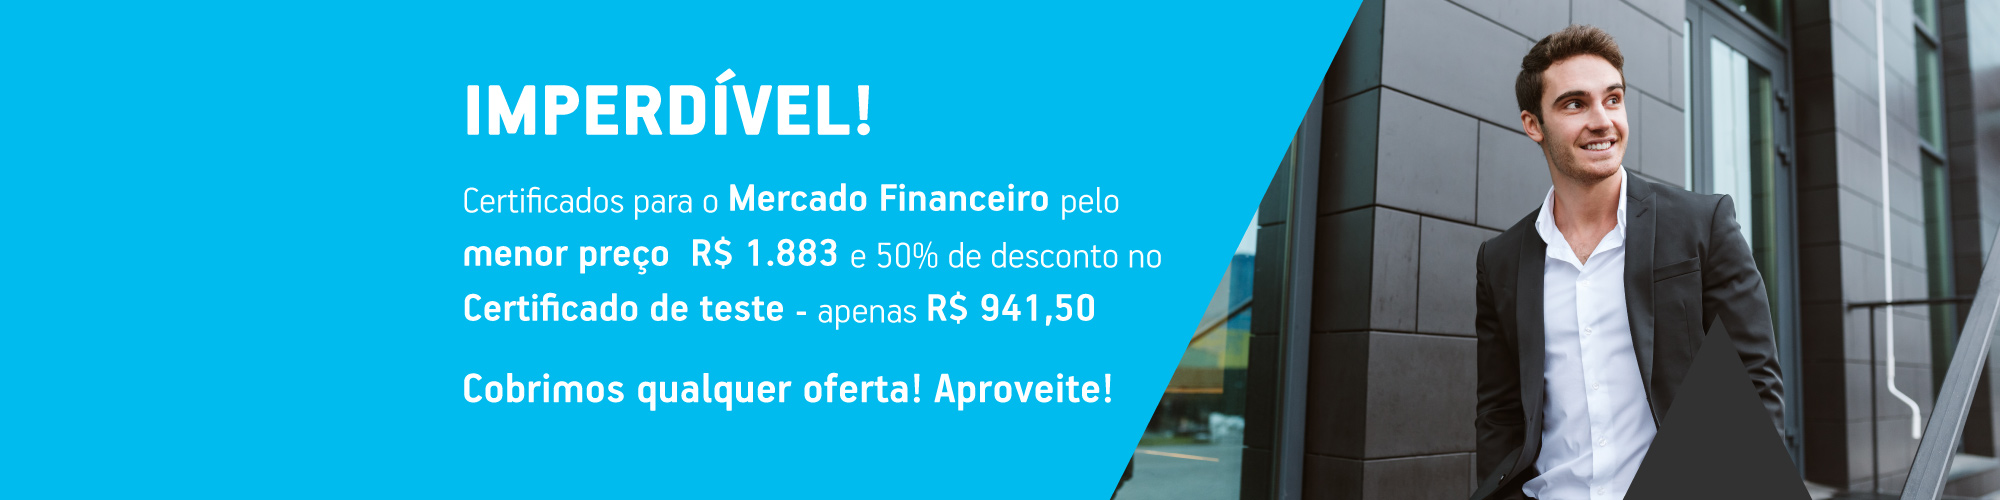 IMPERDÍVEL!
Certificados para o Mercado Financeiro pelo
menor preço R$ 1.883 e 50% de desconto no
Certificado de teste - apenas R$ 941,50
Cobrimos qualquer oferta! Aproveite!